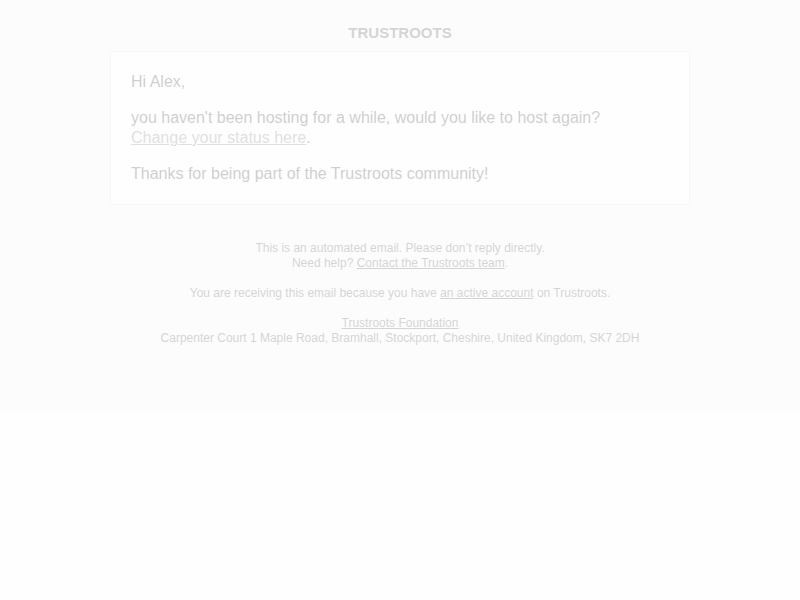 TRUSTROOTS
Hi Alex,
you haven't been hosting for a while, would you like to host again?
Change your status here.
Thanks for being part of the Trustroots community!
This is an automated email. Please don’t reply directly.
Need help? Contact the Trustroots team.
You are receiving this email because you have an active account on Trustroots.
Trustroots Foundation
Carpenter Court 1 Maple Road, Bramhall, Stockport, Cheshire, United Kingdom, SK7 2DH